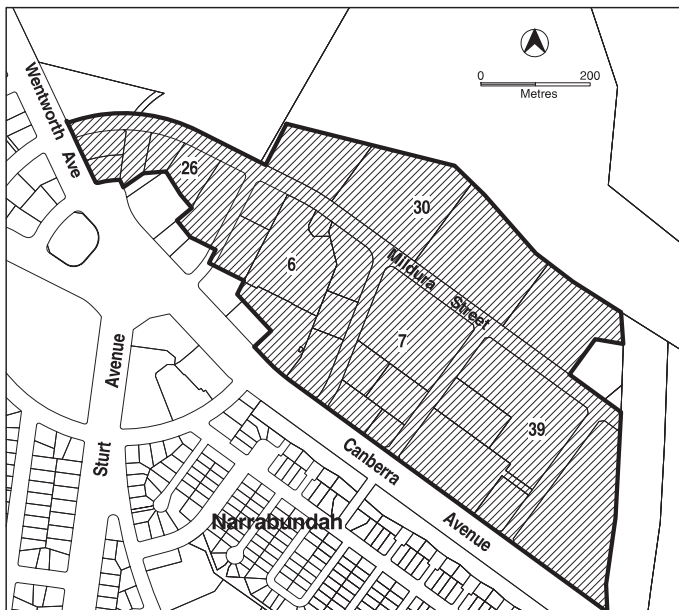 0 200
Metres
Wentworth Ave
26
30
6
Mildura Street
7
39
Sturt Avenue
Canberra Avenue
Narrabundah